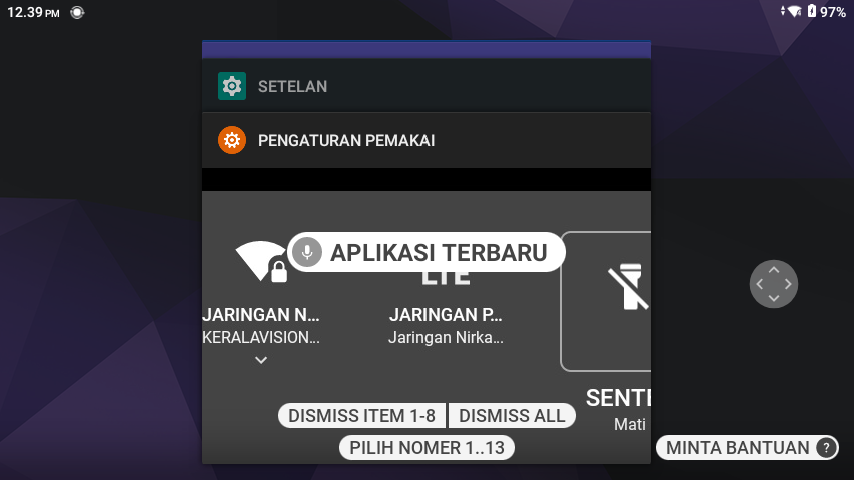 12.39 PM
97%
SETELAN
PENGATURAN PEMAKAI
APLIKASI TERBARU
LTE
JARINGAN N...
JARINGAN P...
KERALAVISION...
Jaringan Nirka...
SENTE
Mati
DISMISS ITEM 1-8
DISMISS ALL
PILIH NOMER 1..13
MINTA BANTUAN ?